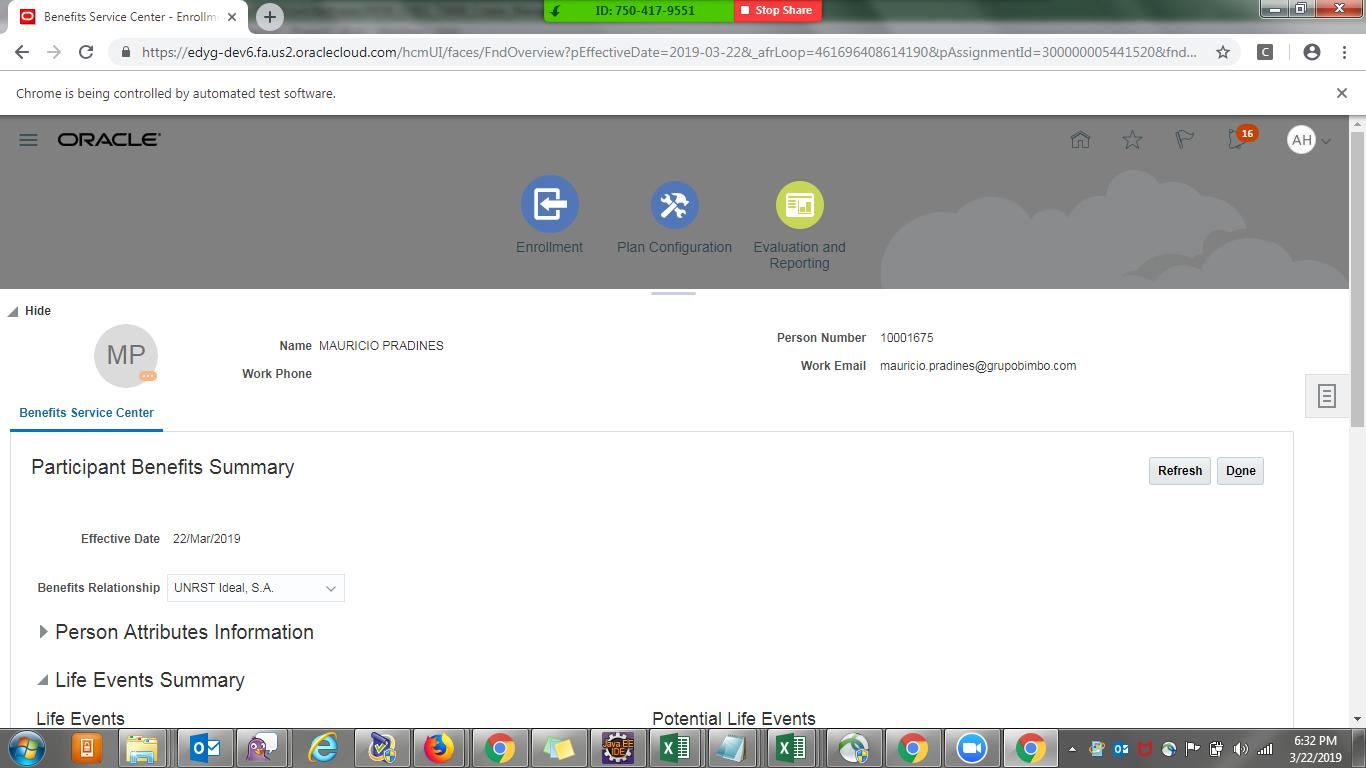 Benefits Service Center - Enrollm
ID: 750-417-9551
Stop Share
https://edyg-dev6.fa.us2.oraclecloud.com/hcmUI/faces/FndOverview?pEffectiveDate=2019-03-22&_afrLoop=461696408614190&pAssignmentId=300000005441520&fnd...
C
Chrome is being controlled by automated test software.
ORACLE
16
AH
Enrollment
Plan Configuration
Evaluation and
Reporting
Hide
MP
Name MAURICIO PRADINES
Work Phone
Person Number 10001675
Work Email mauricio.pradines@grupobimbo.com
Benefits Service Center
Participant Benefits Summary
Refresh
Done
Effective Date 22/Mar/2019
Benefits Relationship UNRST Ideal, S.A.
Person Attributes Information
Life Events Summary
Life Events
Potential Life Events
Java EE
IDE
6:32 PM
3/22/2019